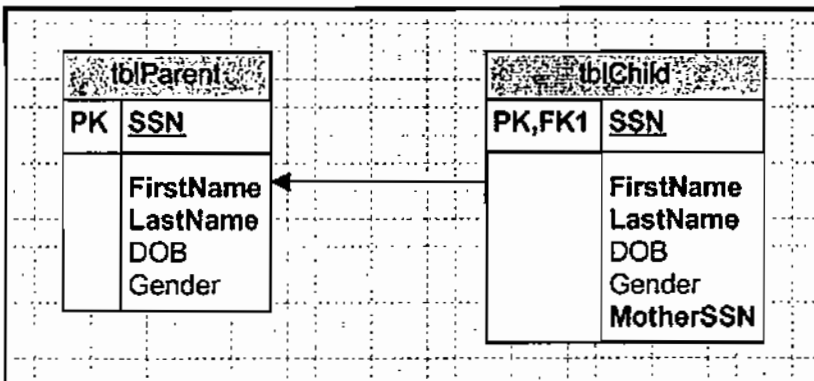 tblParent
PK SSN
FirstName
LastName
DOB
Gender
tblChild
PK,FK1 SSN
FirstName
LastName
DOB
Gender
MotherSSN